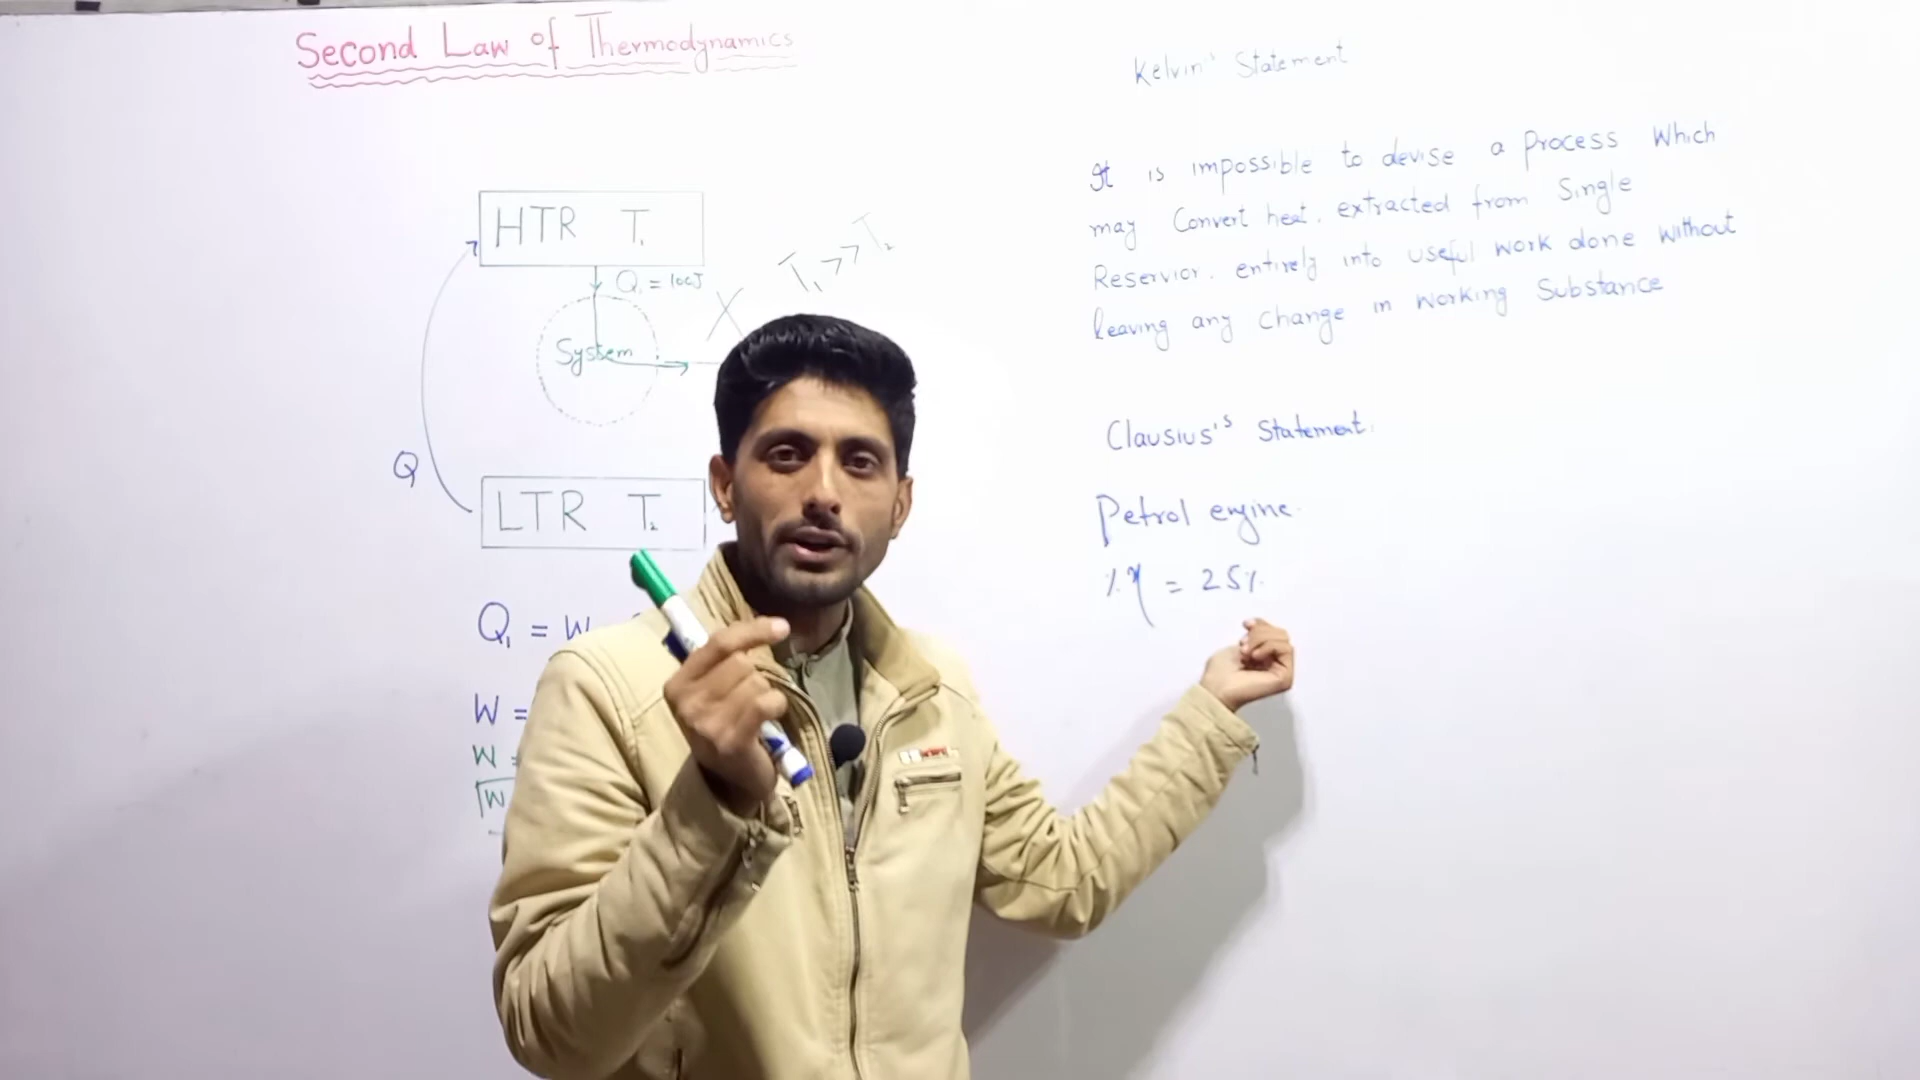 Second Law of Thermodynamics
HTR T₁
Q₁ = 100J
T₁ >> T₂
X
System
Q
LTR T₂
Q₁ = W
W =
W =
W
Kelvin's Statement
It is impossible to devise a Process Which
may Convert heat. extracted from Single
Reservior. entirely into useful work done without
leaving any change in working Substance
Clausius's Statement.
Petrol engine.
%η = 25%